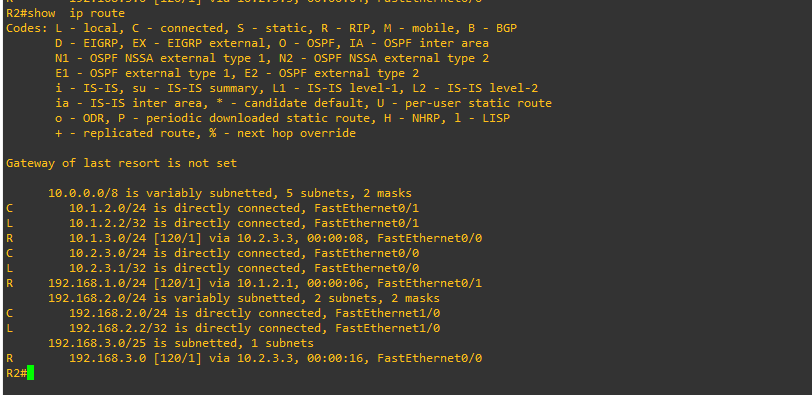 R2#show  ip route
Codes: L - local, C - connected, S - static, R - RIP, M - mobile, B - BGP
       D - EIGRP, EX - EIGRP external, O - OSPF, IA - OSPF inter area
       N1 - OSPF NSSA external type 1, N2 - OSPF NSSA external type 2
       E1 - OSPF external type 1, E2 - OSPF external type 2
       i - IS-IS, su - IS-IS summary, L1 - IS-IS level-1, L2 - IS-IS level-2
       ia - IS-IS inter area, * - candidate default, U - per-user static route
       o - ODR, P - periodic downloaded static route, H - NHRP, l - LISP
       + - replicated route, % - next hop override

Gateway of last resort is not set

      10.0.0.0/8 is variably subnetted, 5 subnets, 2 masks
C        10.1.2.0/24 is directly connected, FastEthernet0/1
L        10.1.2.2/32 is directly connected, FastEthernet0/1
R        10.1.3.0/24 [120/1] via 10.2.3.3, 00:00:08, FastEthernet0/0
C        10.2.3.0/24 is directly connected, FastEthernet0/0
L        10.2.3.1/32 is directly connected, FastEthernet0/0
R     192.168.1.0/24 [120/1] via 10.1.2.1, 00:00:06, FastEthernet0/1
      192.168.2.0/24 is variably subnetted, 2 subnets, 2 masks
C        192.168.2.0/24 is directly connected, FastEthernet1/0
L        192.168.2.2/32 is directly connected, FastEthernet1/0
      192.168.3.0/25 is subnetted, 1 subnets
R        192.168.3.0 [120/1] via 10.2.3.3, 00:00:16, FastEthernet0/0
R2#